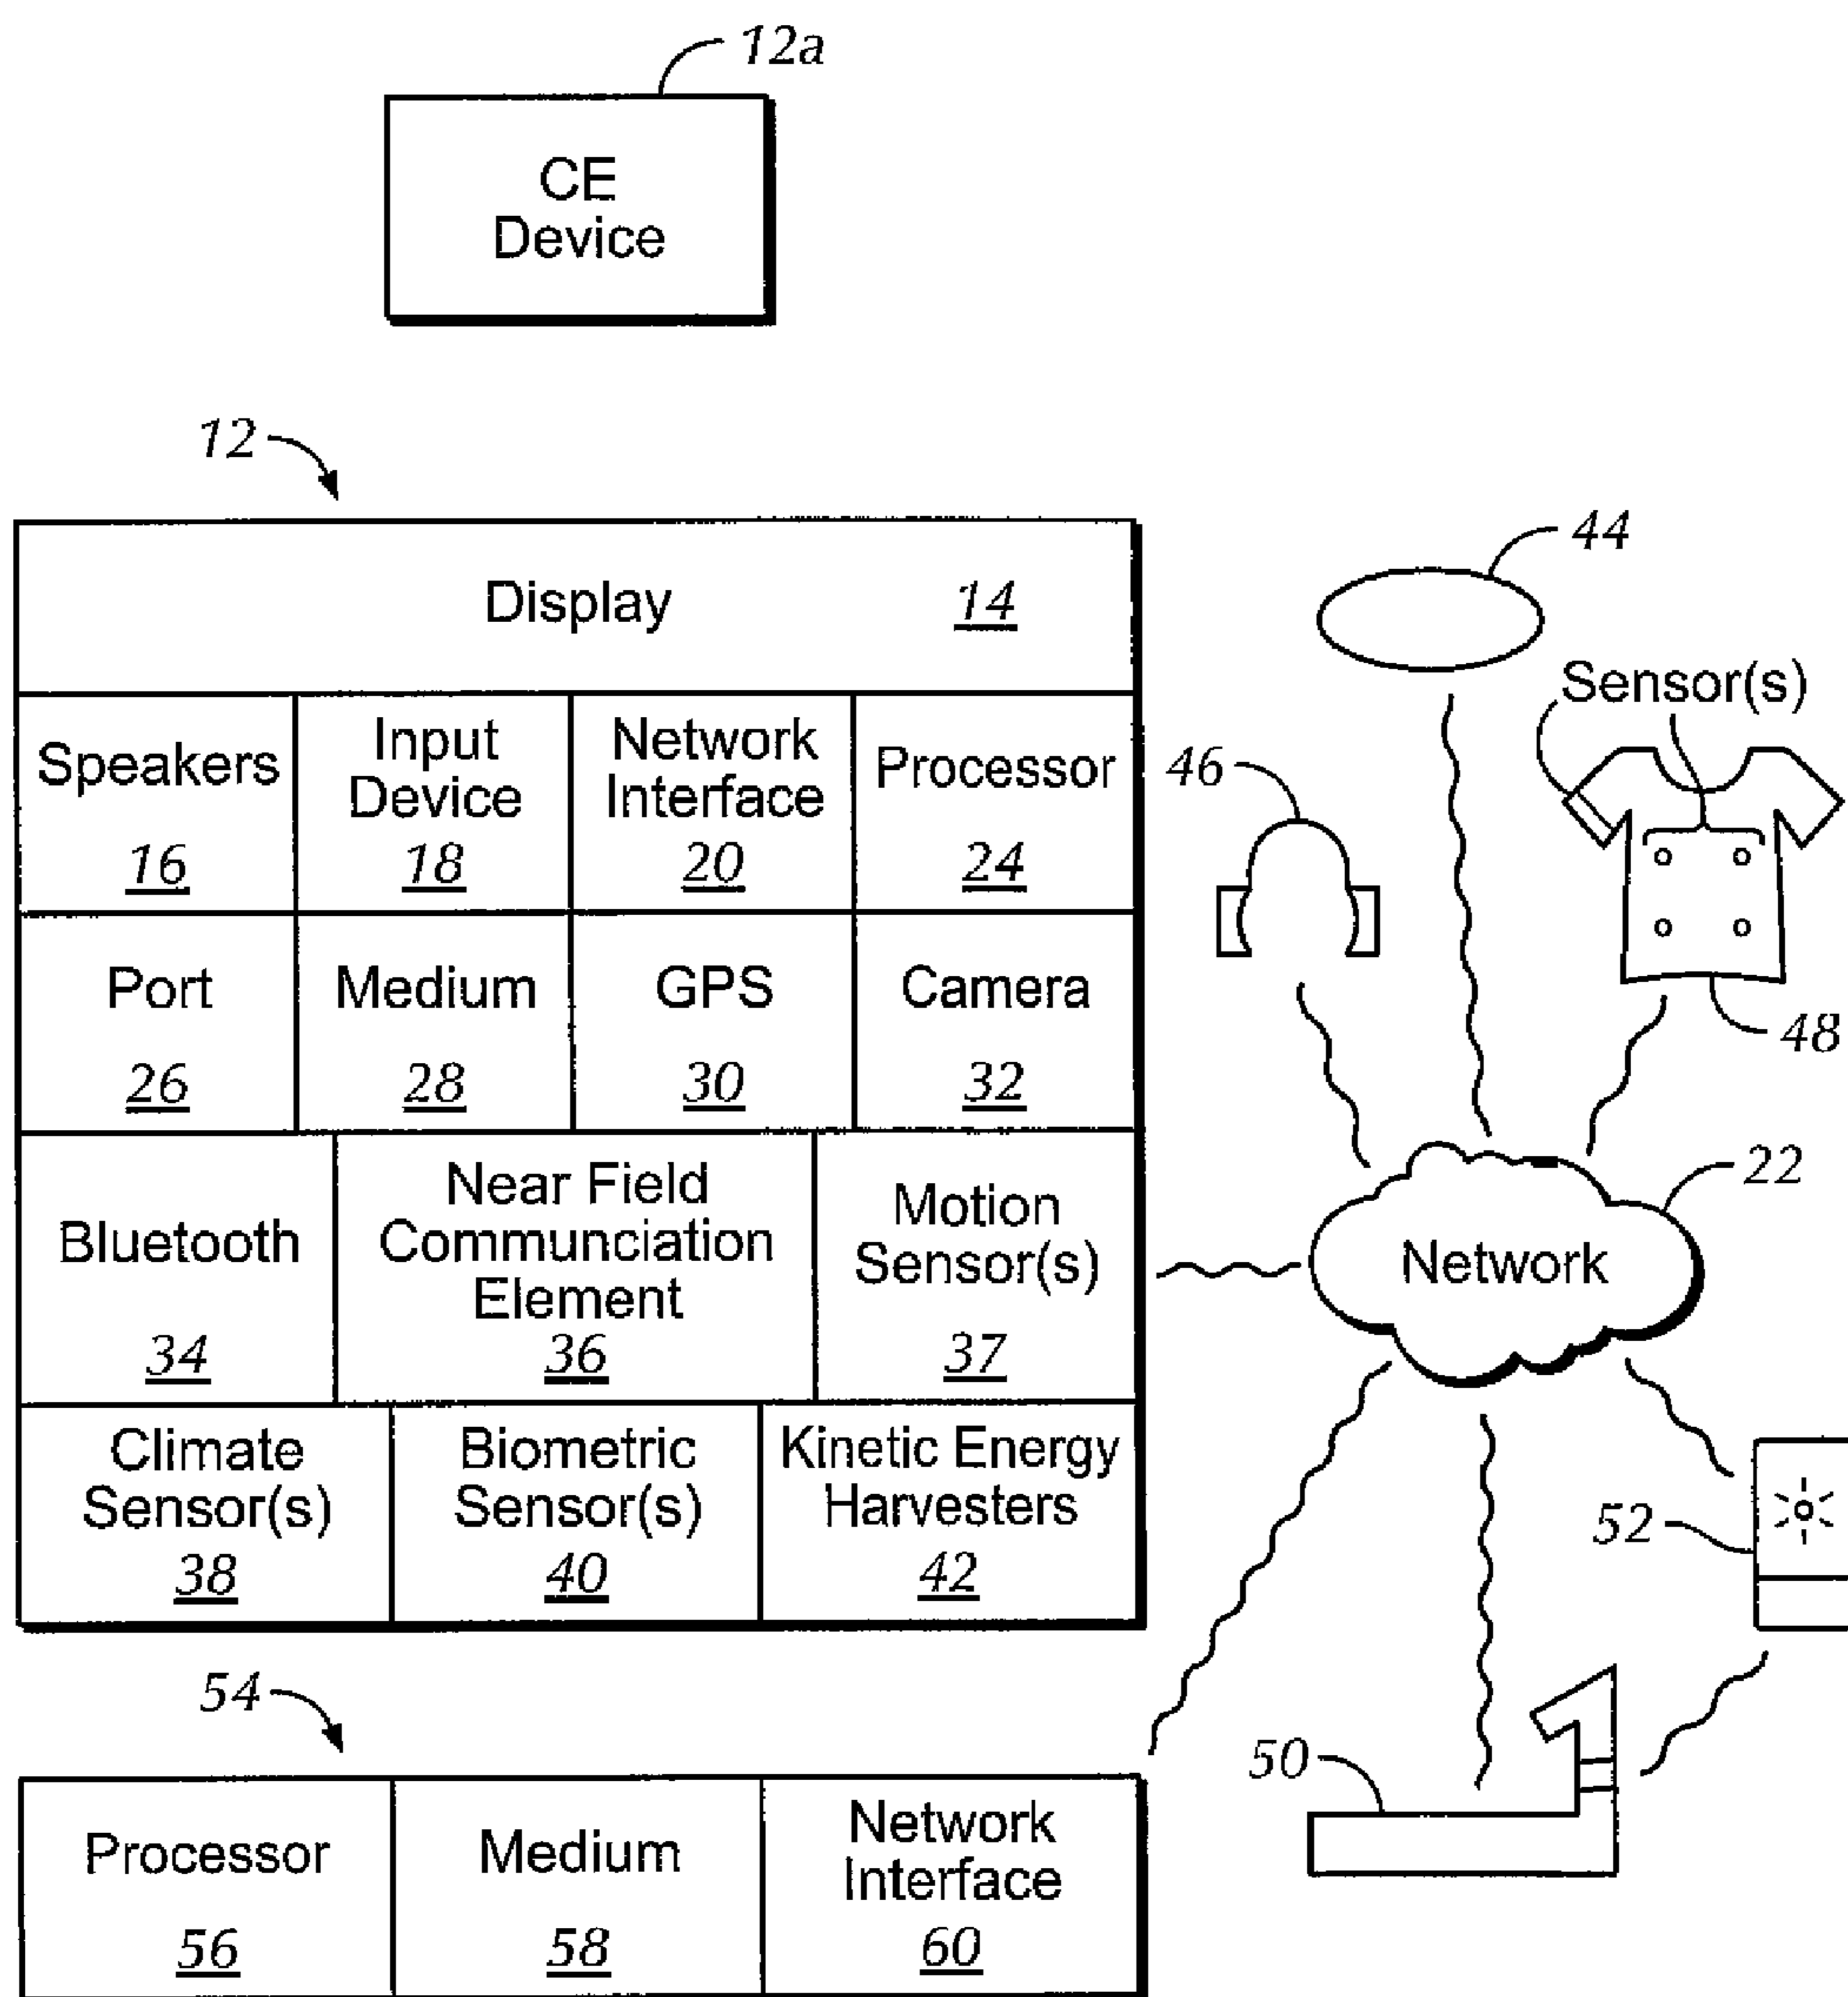 12a
CE
Device
12
Display 14
Speakers
16
Input
Device
18
Network
Interface
20
Processor
24
Port
26
Medium
28
GPS
30
Camera
32
Bluetooth
34
Near Field
Communciation
Element
36
Motion
Sensor(s)
37
Climate
Sensor(s)
38
Biometric
Sensor(s)
40
Kinetic Energy
Harvesters
42
44
Sensor(s)
46
48
22
Network
52
50
54
Processor
56
Medium
58
Network
Interface
60